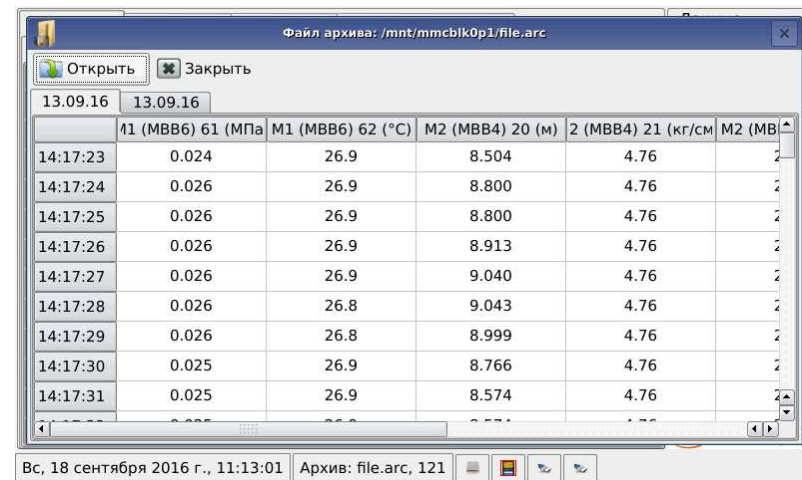 Файл архива: /mnt/mmcblk0p1/file.arc
Открыть Закрыть
13.09.16 13.09.16
М1 (МВВ6) 61 (МПа М1 (МВВ6) 62 (°C) М2 (МВВ4) 20 (м) 2 (МВВ4) 21 (кг/см М2 (МВ
14:17:23 0.024 26.9 8.504 4.76
14:17:24 0.026 26.9 8.800 4.76
14:17:25 0.026 26.9 8.800 4.76
14:17:26 0.026 26.9 8.913 4.76
14:17:27 0.026 26.9 9.040 4.76
14:17:28 0.026 26.8 9.043 4.76
14:17:29 0.026 26.8 8.999 4.76
14:17:30 0.025 26.9 8.766 4.76
14:17:31 0.025 26.9 8.574 4.76
Вс, 18 сентября 2016 г., 11:13:01 Архив: file.arc, 121